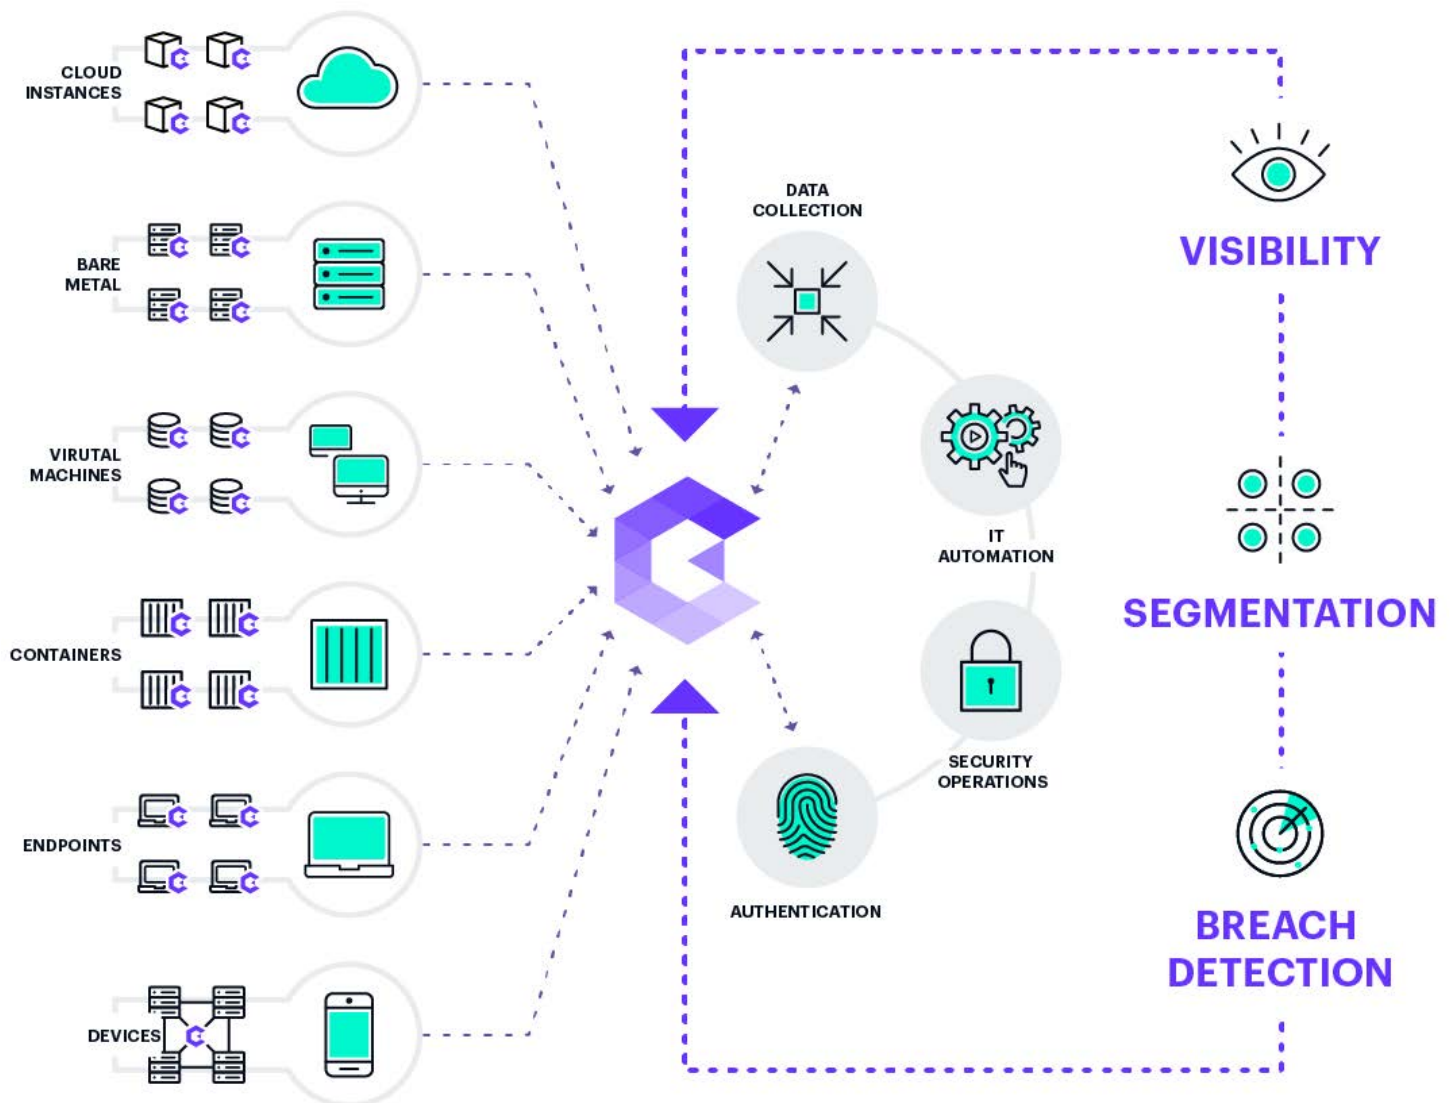 CLOUD
INSTANCES
BARE
METAL
VIRUTAL
MACHINES
CONTAINERS
ENDPOINTS
DEVICES
DATA
COLLECTION
IT
AUTOMATION
SECURITY
OPERATIONS
AUTHENTICATION
VISIBILITY
SEGMENTATION
BREACH
DETECTION